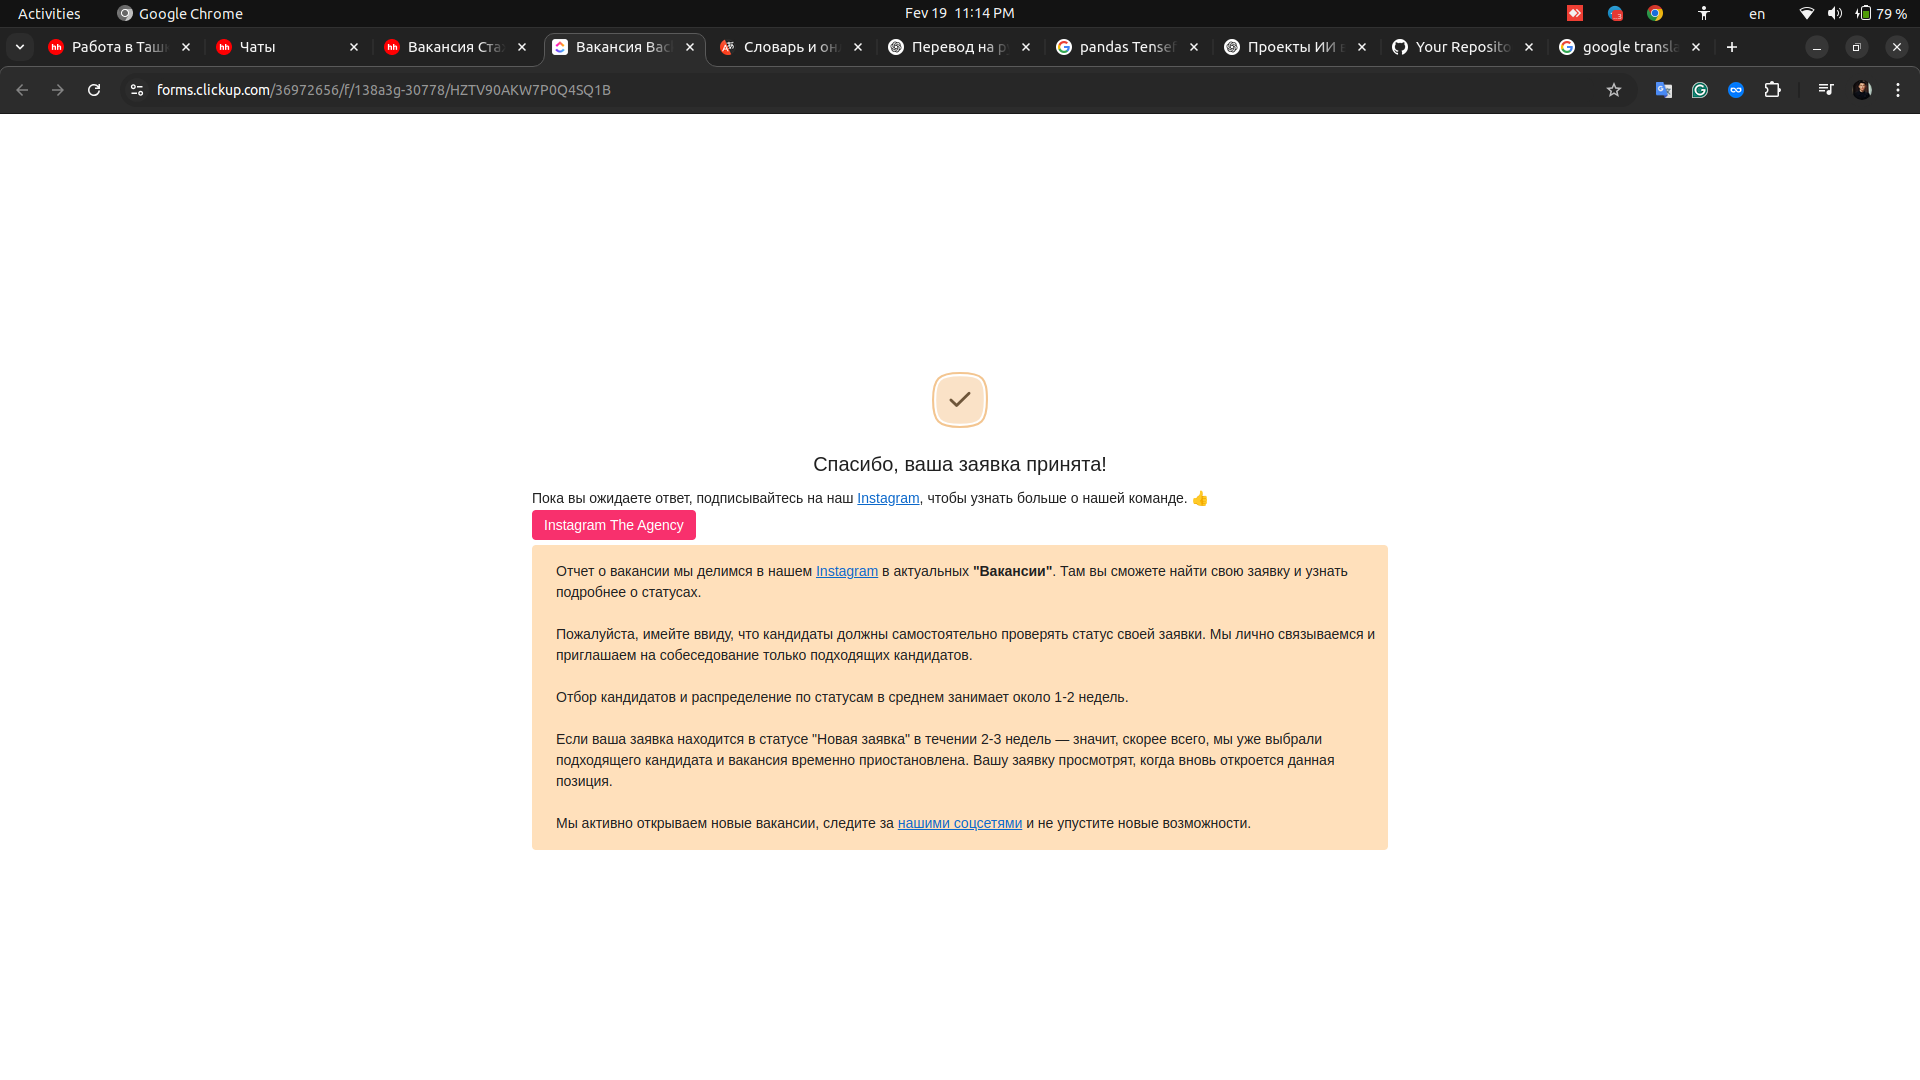 Activities Google Chrome Fev 19 11:14 PM en 79 %
Работа в Таш Чаты Вакансия Ста Вакансия Bac Словарь и он Перевод на р pandas Tensef Проекты ИИ Your Reposito google transla
forms.clickup.com/36972656/f/138a3g-30778/HZTV90AKW7P0Q4SQ1B
Спасибо, ваша заявка принята!
Пока вы ожидаете ответ, подписывайтесь на наш Instagram, чтобы узнать больше о нашей команде. 👍
Instagram The Agency
Отчет о вакансии мы делимся в нашем Instagram в актуальных "Вакансии". Там вы сможете найти свою заявку и узнать
подробнее о статусах.
Пожалуйста, имейте ввиду, что кандидаты должны самостоятельно проверять статус своей заявки. Мы лично связываемся и
приглашаем на собеседование только подходящих кандидатов.
Отбор кандидатов и распределение по статусам в среднем занимает около 1-2 недель.
Если ваша заявка находится в статусе "Новая заявка" в течении 2-3 недель — значит, скорее всего, мы уже выбрали
подходящего кандидата и вакансия временно приостановлена. Вашу заявку просмотрят, когда вновь откроется данная
позиция.
Мы активно открываем новые вакансии, следите за нашими соцсетями и не упустите новые возможности.